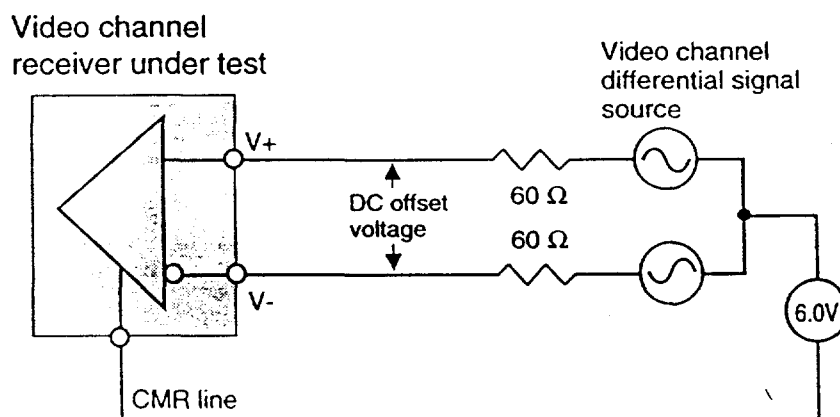 Video channel
receiver under test
Video channel
differential signal
source
V+
DC offset
voltage
60 Ω
60 Ω
V-
6.0V
CMR line